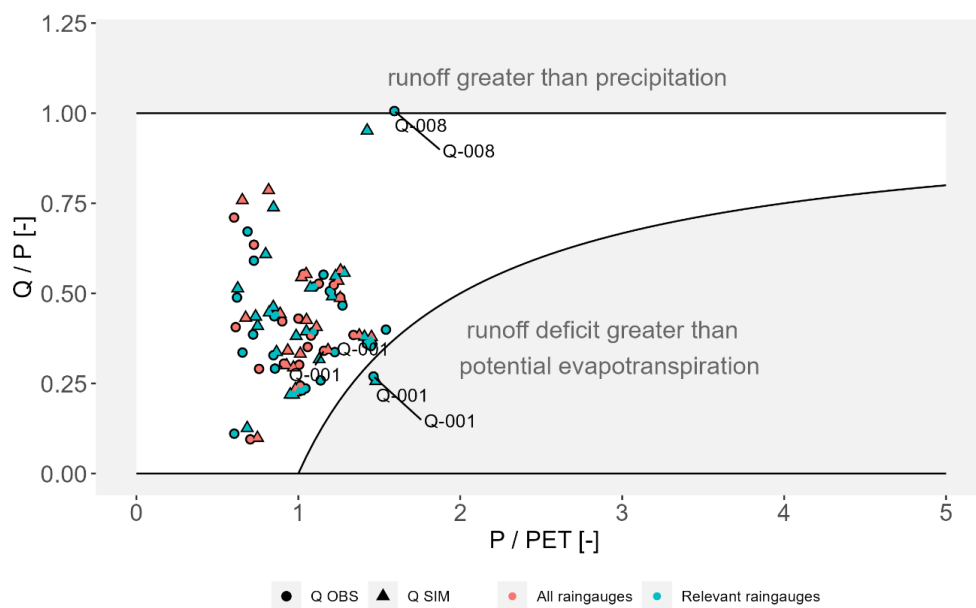 1.25
runoff greater than precipitation
1.00
Q-008
Q-008
0.75
Q / P [-]
0.50
runoff deficit greater than
potential evapotranspiration
Q-001
Q-001
0.25
Q-001
Q-001
0.00
0 1 2 3 4 5
P / PET [-]
Q OBS Q SIM All raingauges Relevant raingauges